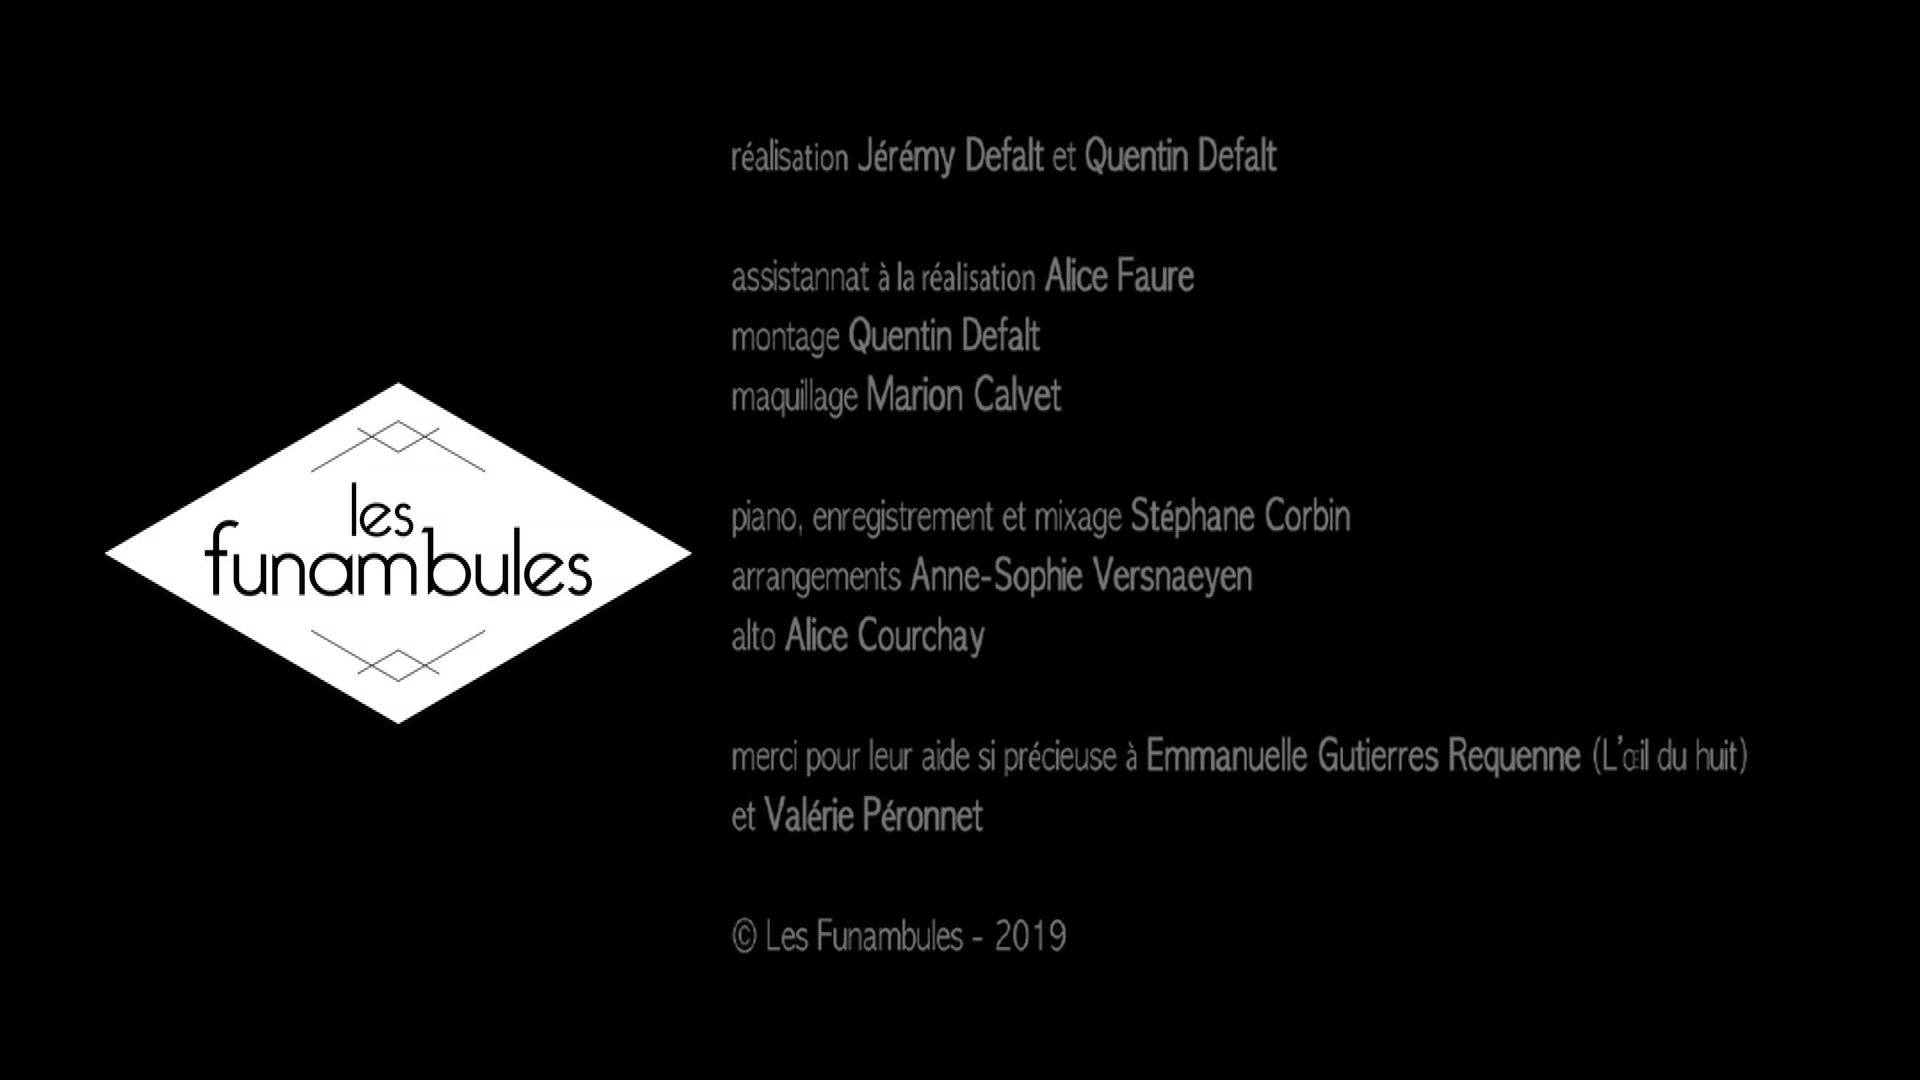 les
funambules
réalisation Jérémy Defalt et Quentin Defalt
assistannat à la réalisation Alice Faure
montage Quentin Defalt
maquillage Marion Calvet
piano, enregistrement et mixage Stéphane Corbin
arrangements Anne-Sophie Versnaeyen
alto Alice Courchay
merci pour leur aide si précieuse à Emmanuelle Gutierres Requenne (L'œil du huit)
et Valérie Péronnet
© Les Funambules - 2019